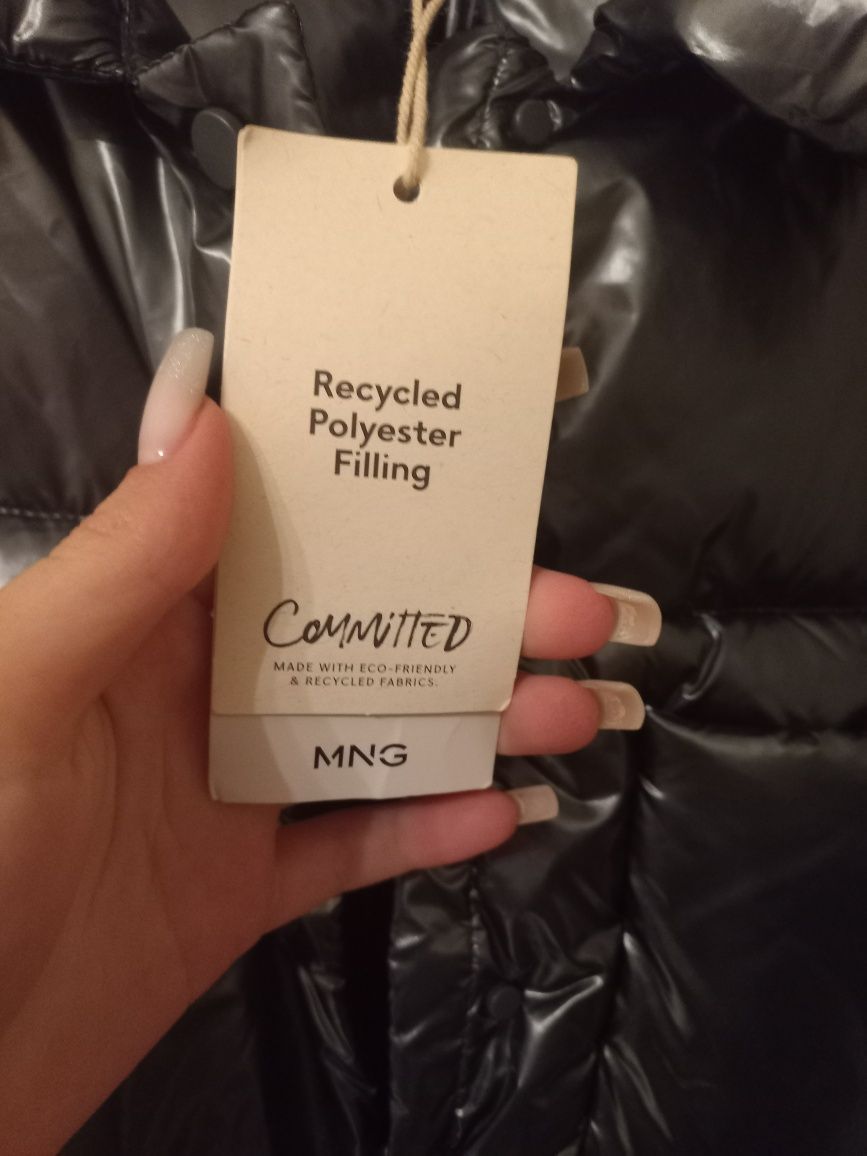 Recycled
Polyester
Filling
COMMITTED
MADE WITH ECO-FRIENDLY
& RECYCLED FABRICS.
MNG